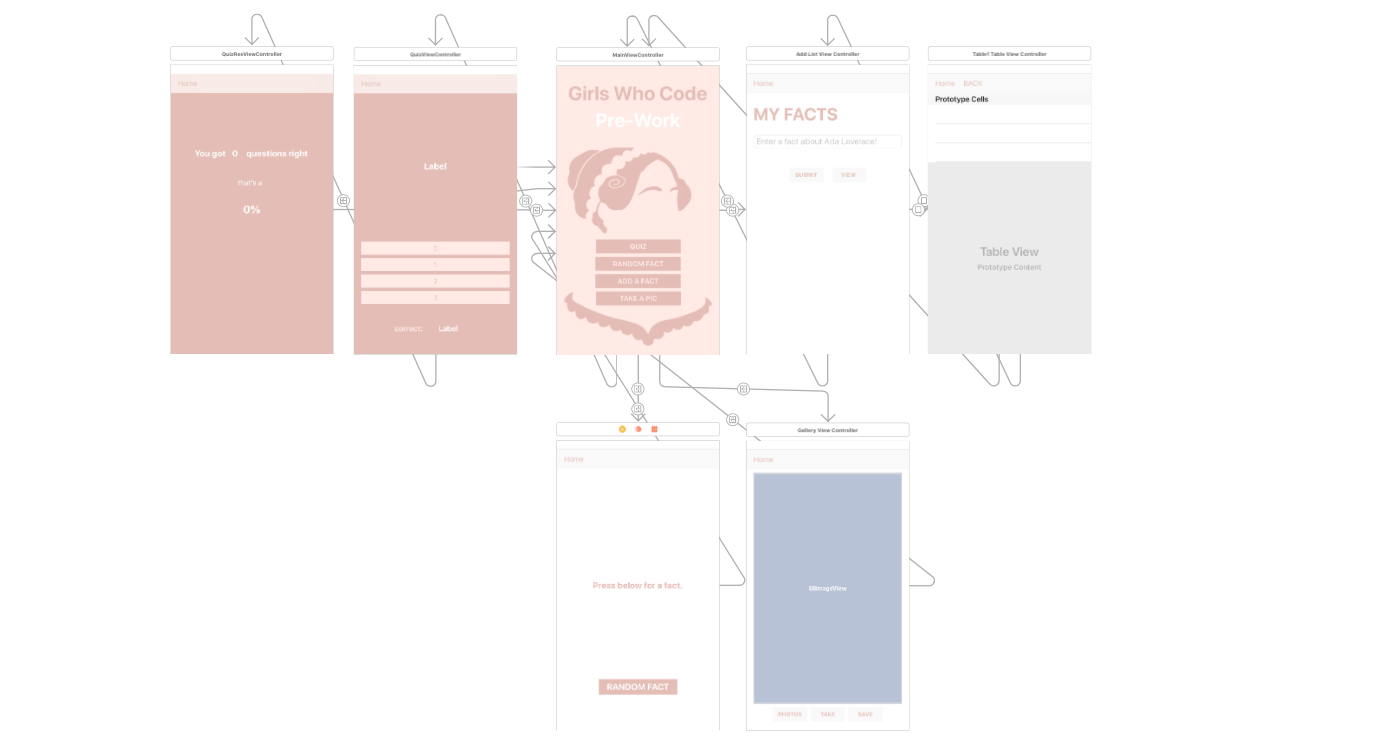 QuizResViewController
Home
You got 0 questions right
that's a
0%
QuizViewController
Home
Label
0
1
2
3
correct: Label
MainViewController
Girls Who Code
Pre-Work
QUIZ
RANDOM FACT
ADD A FACT
TAKE A PIC
Add List View Controller
Home
MY FACTS
Enter a fact about Ada Lovelace!
SUBMIT VIEW
Table1 Table View Controller
Home BACK
Prototype Cells
Table View
Prototype Content
Home
Press below for a fact.
RANDOM FACT
Gallery View Controller
Home
UIImageView
PHOTOS TAKE SAVE